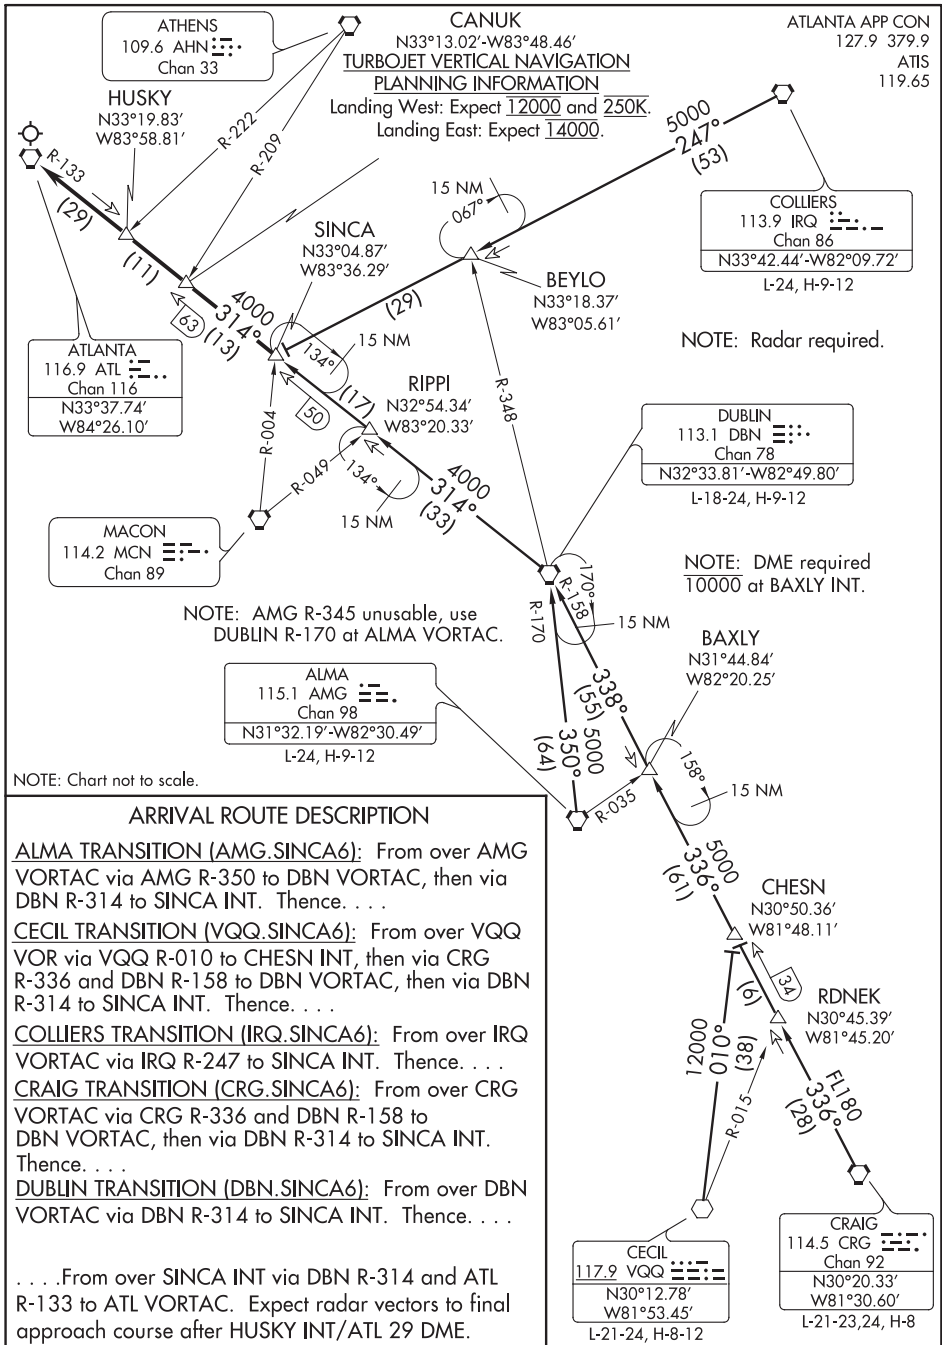 ATHENS
109.6 AHN
Chan 33
CANUK
N33°13.02′-W83°48.46′
TURBOJET VERTICAL NAVIGATION
PLANNING INFORMATION
Landing West: Expect 12000 and 250K.
Landing East: Expect 14000.
ATLANTA APP CON
127.9 379.9
ATIS
119.65
HUSKY
N33°19.83′
W83°58.81′
R-222
R-209
R-133
(29)
(11)
5000
247°
(53)
15 NM
067°
COLLIERS
113.9 IRQ
Chan 86
N33°42.44′-W82°09.72′
L-24, H-9-12
SINCA
N33°04.87′
W83°36.29′
BEYLO
N33°18.37′
W83°05.61′
(29)
NOTE: Radar required.
63
4000
314°
(13)
134°
15 NM
ATLANTA
116.9 ATL
Chan 116
N33°37.74′
W84°26.10′
RIPPI
N32°54.34′
W83°20.33′
(17)
50
R-004
R-049
R-348
134°
15 NM
4000
314°
(33)
DUBLIN
113.1 DBN
Chan 78
N32°33.81′-W82°49.80′
L-18-24, H-9-12
MACON
114.2 MCN
Chan 89
NOTE: DME required
10000 at BAXLY INT.
170°
R-158
R-170
15 NM
NOTE: AMG R-345 unusable, use
DUBLIN R-170 at ALMA VORTAC.
BAXLY
N31°44.84′
W82°20.25′
ALMA
115.1 AMG
Chan 98
N31°32.19′-W82°30.49′
L-24, H-9-12
338°
(55)
5000
350°
(64)
R-035
158°
15 NM
NOTE: Chart not to scale.
5000
336°
(61)
CHESN
N30°50.36′
W81°48.11′
34
(6)
RDNEK
N30°45.39′
W81°45.20′
12000
010°
(38)
R-015
FL180
336°
(28)
CECIL
117.9 VQQ
N30°12.78′
W81°53.45′
L-21-24, H-8-12
CRAIG
114.5 CRG
Chan 92
N30°20.33′
W81°30.60′
L-21-23,24, H-8
ARRIVAL ROUTE DESCRIPTION
ALMA TRANSITION (AMG.SINCA6): From over AMG
VORTAC via AMG R-350 to DBN VORTAC, then via
DBN R-314 to SINCA INT. Thence. . . .
CECIL TRANSITION (VQQ.SINCA6): From over VQQ
VOR via VQQ R-010 to CHESN INT, then via CRG
R-336 and DBN R-158 to DBN VORTAC, then via DBN
R-314 to SINCA INT. Thence. . . .
COLLIERS TRANSITION (IRQ.SINCA6): From over IRQ
VORTAC via IRQ R-247 to SINCA INT. Thence. . . .
CRAIG TRANSITION (CRG.SINCA6): From over CRG
VORTAC via CRG R-336 and DBN R-158 to
DBN VORTAC, then via DBN R-314 to SINCA INT.
Thence. . . .
DUBLIN TRANSITION (DBN.SINCA6): From over DBN
VORTAC via DBN R-314 to SINCA INT. Thence. . . .
. . . .From over SINCA INT via DBN R-314 and ATL
R-133 to ATL VORTAC. Expect radar vectors to final
approach course after HUSKY INT/ATL 29 DME.